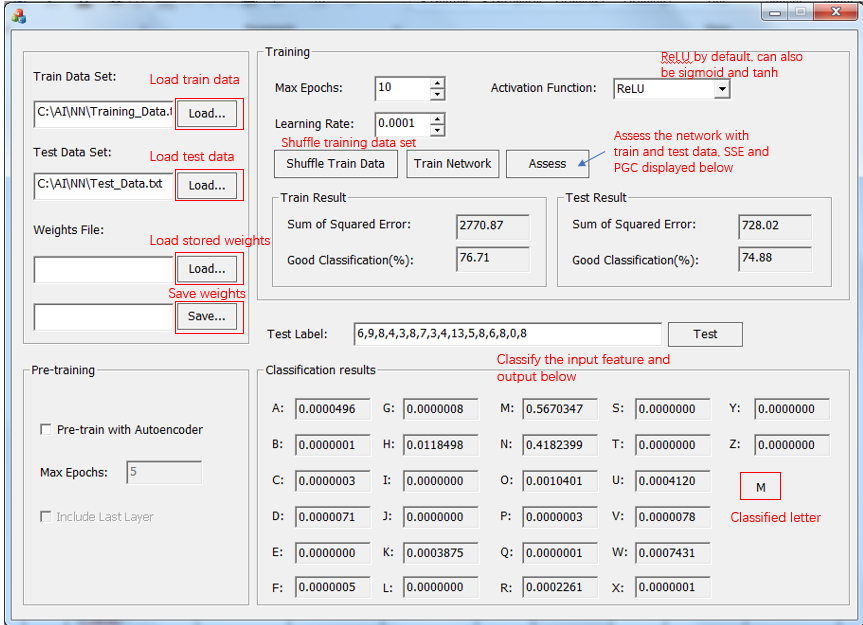 Train Data Set:
Load train data
C:\AI\NN\Training_Data.t
Load...
Test Data Set:
Load test data
C:\AI\NN\Test_Data.txt
Load...
Weights File:
Load stored weights
Load...
Save weights
Save...
Training
ReLU by default, can also
be sigmoid and tanh
Max Epochs:
10
Activation Function:
ReLU
Learning Rate:
0.0001
Shuffle training data set
Shuffle Train Data
Train Network
Assess
Assess the network with
train and test data, SSE and
PGC displayed below
Train Result
Sum of Squared Error:
2770.87
Good Classification(%):
76.71
Test Result
Sum of Squared Error:
728.02
Good Classification(%):
74.88
Test Label:
6,9,8,4,3,8,7,3,4,13,5,8,6,8,0,8
Test
Classify the input feature and
output below
Pre-training
Pre-train with Autoencoder
Max Epochs:
5
Include Last Layer
Classification results
A: 0.0000496 G: 0.0000008 M: 0.5670347 S: 0.0000000 Y: 0.0000000
B: 0.0000001 H: 0.0118498 N: 0.4182399 T: 0.0000000 Z: 0.0000000
C: 0.0000003 I: 0.0000000 O: 0.0010401 U: 0.0004120
M
D: 0.0000071 J: 0.0000000 P: 0.0000003 V: 0.0000078
Classified letter
E: 0.0000000 K: 0.0003875 Q: 0.0000001 W: 0.0007431
F: 0.0000005 L: 0.0000000 R: 0.0002261 X: 0.0000001